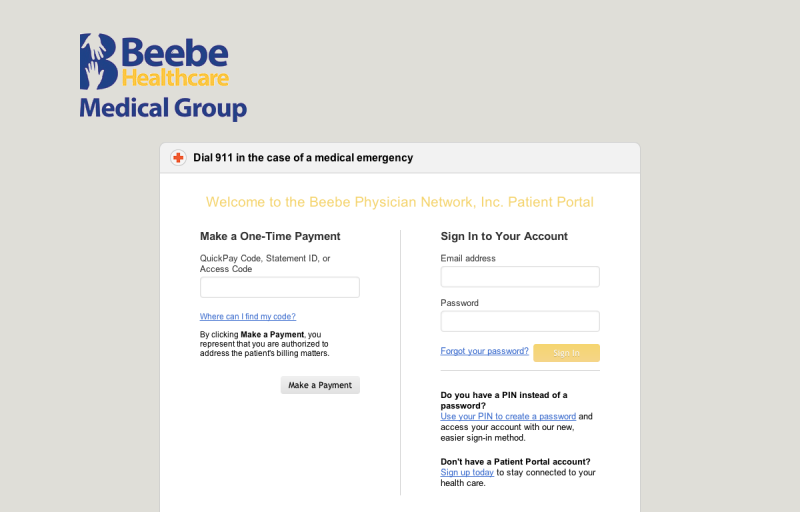 Beebe
Healthcare
Medical Group
Dial 911 in the case of a medical emergency
Welcome to the Beebe Physician Network, Inc. Patient Portal
Make a One-Time Payment
QuickPay Code, Statement ID, or
Access Code
Where can I find my code?
By clicking Make a Payment, you
represent that you are authorized to
address the patient's billing matters.
Make a Payment
Sign In to Your Account
Email address
Password
Forgot your password?
Sign In
Do you have a PIN instead of a
password?
Use your PIN to create a password and
access your account with our new,
easier sign-in method.
Don't have a Patient Portal account?
Sign up today to stay connected to your
health care.